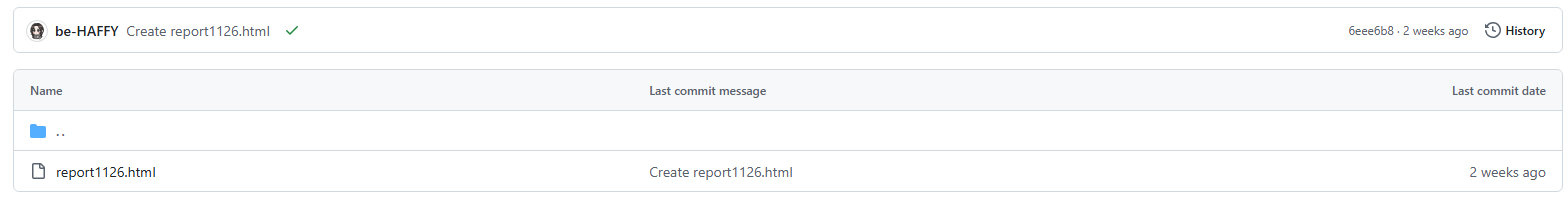 be-HAFFY Create report1126.html 6eee6b8 · 2 weeks ago History
Name Last commit message Last commit date
..
report1126.html Create report1126.html 2 weeks ago